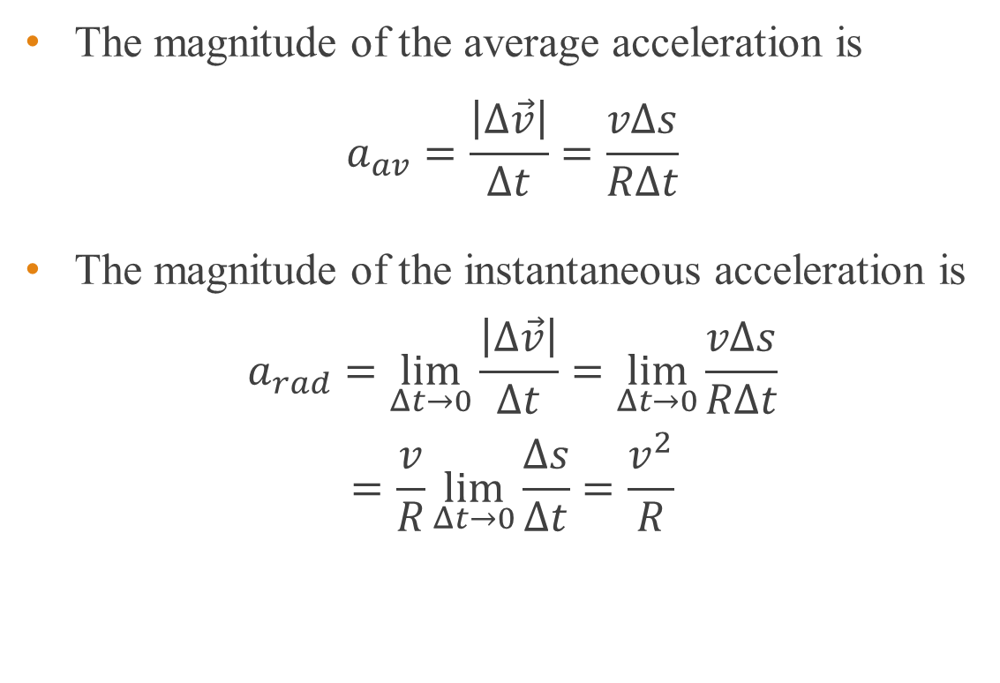 • The magnitude of the average acceleration is
$a_{av} = \frac{|\Delta \vec{v}|}{\Delta t} = \frac{v \Delta s}{R \Delta t}$
• The magnitude of the instantaneous acceleration is
$a_{rad} = \lim_{\Delta t \to 0} \frac{|\Delta \vec{v}|}{\Delta t} = \lim_{\Delta t \to 0} \frac{v \Delta s}{R \Delta t}$
$= \frac{v}{R} \lim_{\Delta t \to 0} \frac{\Delta s}{\Delta t} = \frac{v^2}{R}$